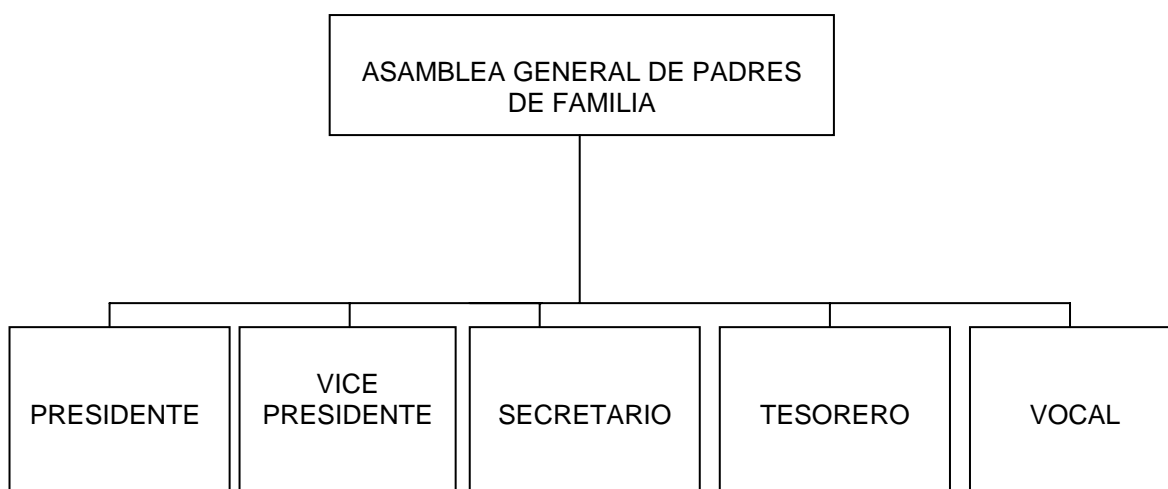 ASAMBLEA GENERAL DE PADRES
DE FAMILIA
PRESIDENTE
VICE
PRESIDENTE
SECRETARIO
TESORERO
VOCAL